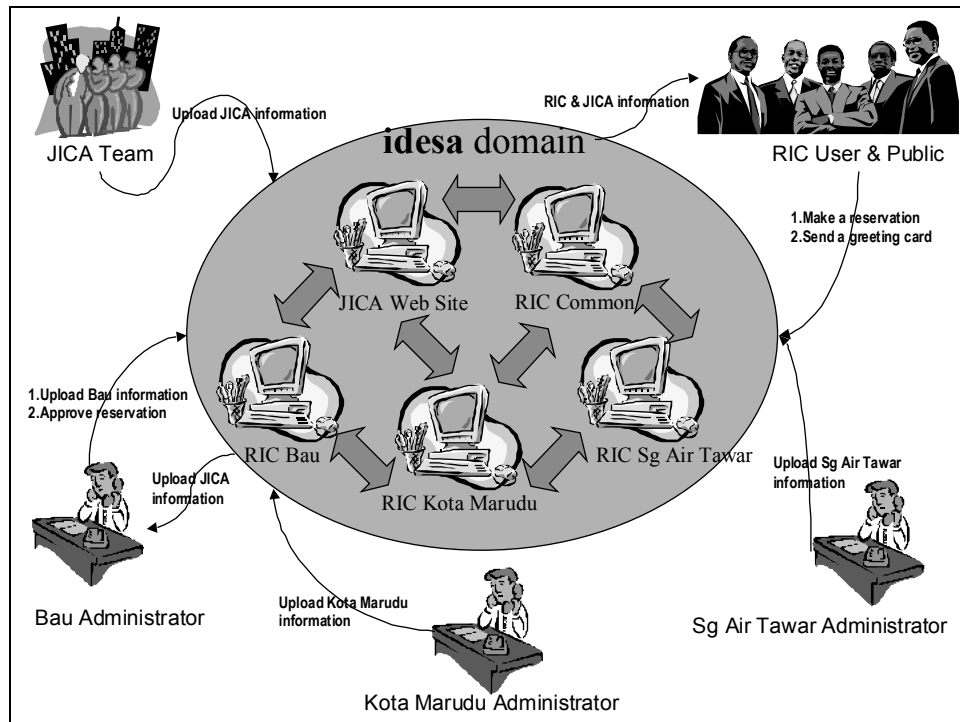 Upload JICA information
JICA Team
RIC & JICA information
RIC User & Public
idesa domain
1.Make a reservation
2.Send a greeting card
JICA Web Site
RIC Common
1.Upload Bau information
2.Approve reservation
RIC Bau
RIC Kota Marudu
RIC Sg Air Tawar
Upload JICA
information
Upload Sg Air Tawar
information
Bau Administrator
Upload Kota Marudu
information
Sg Air Tawar Administrator
Kota Marudu Administrator